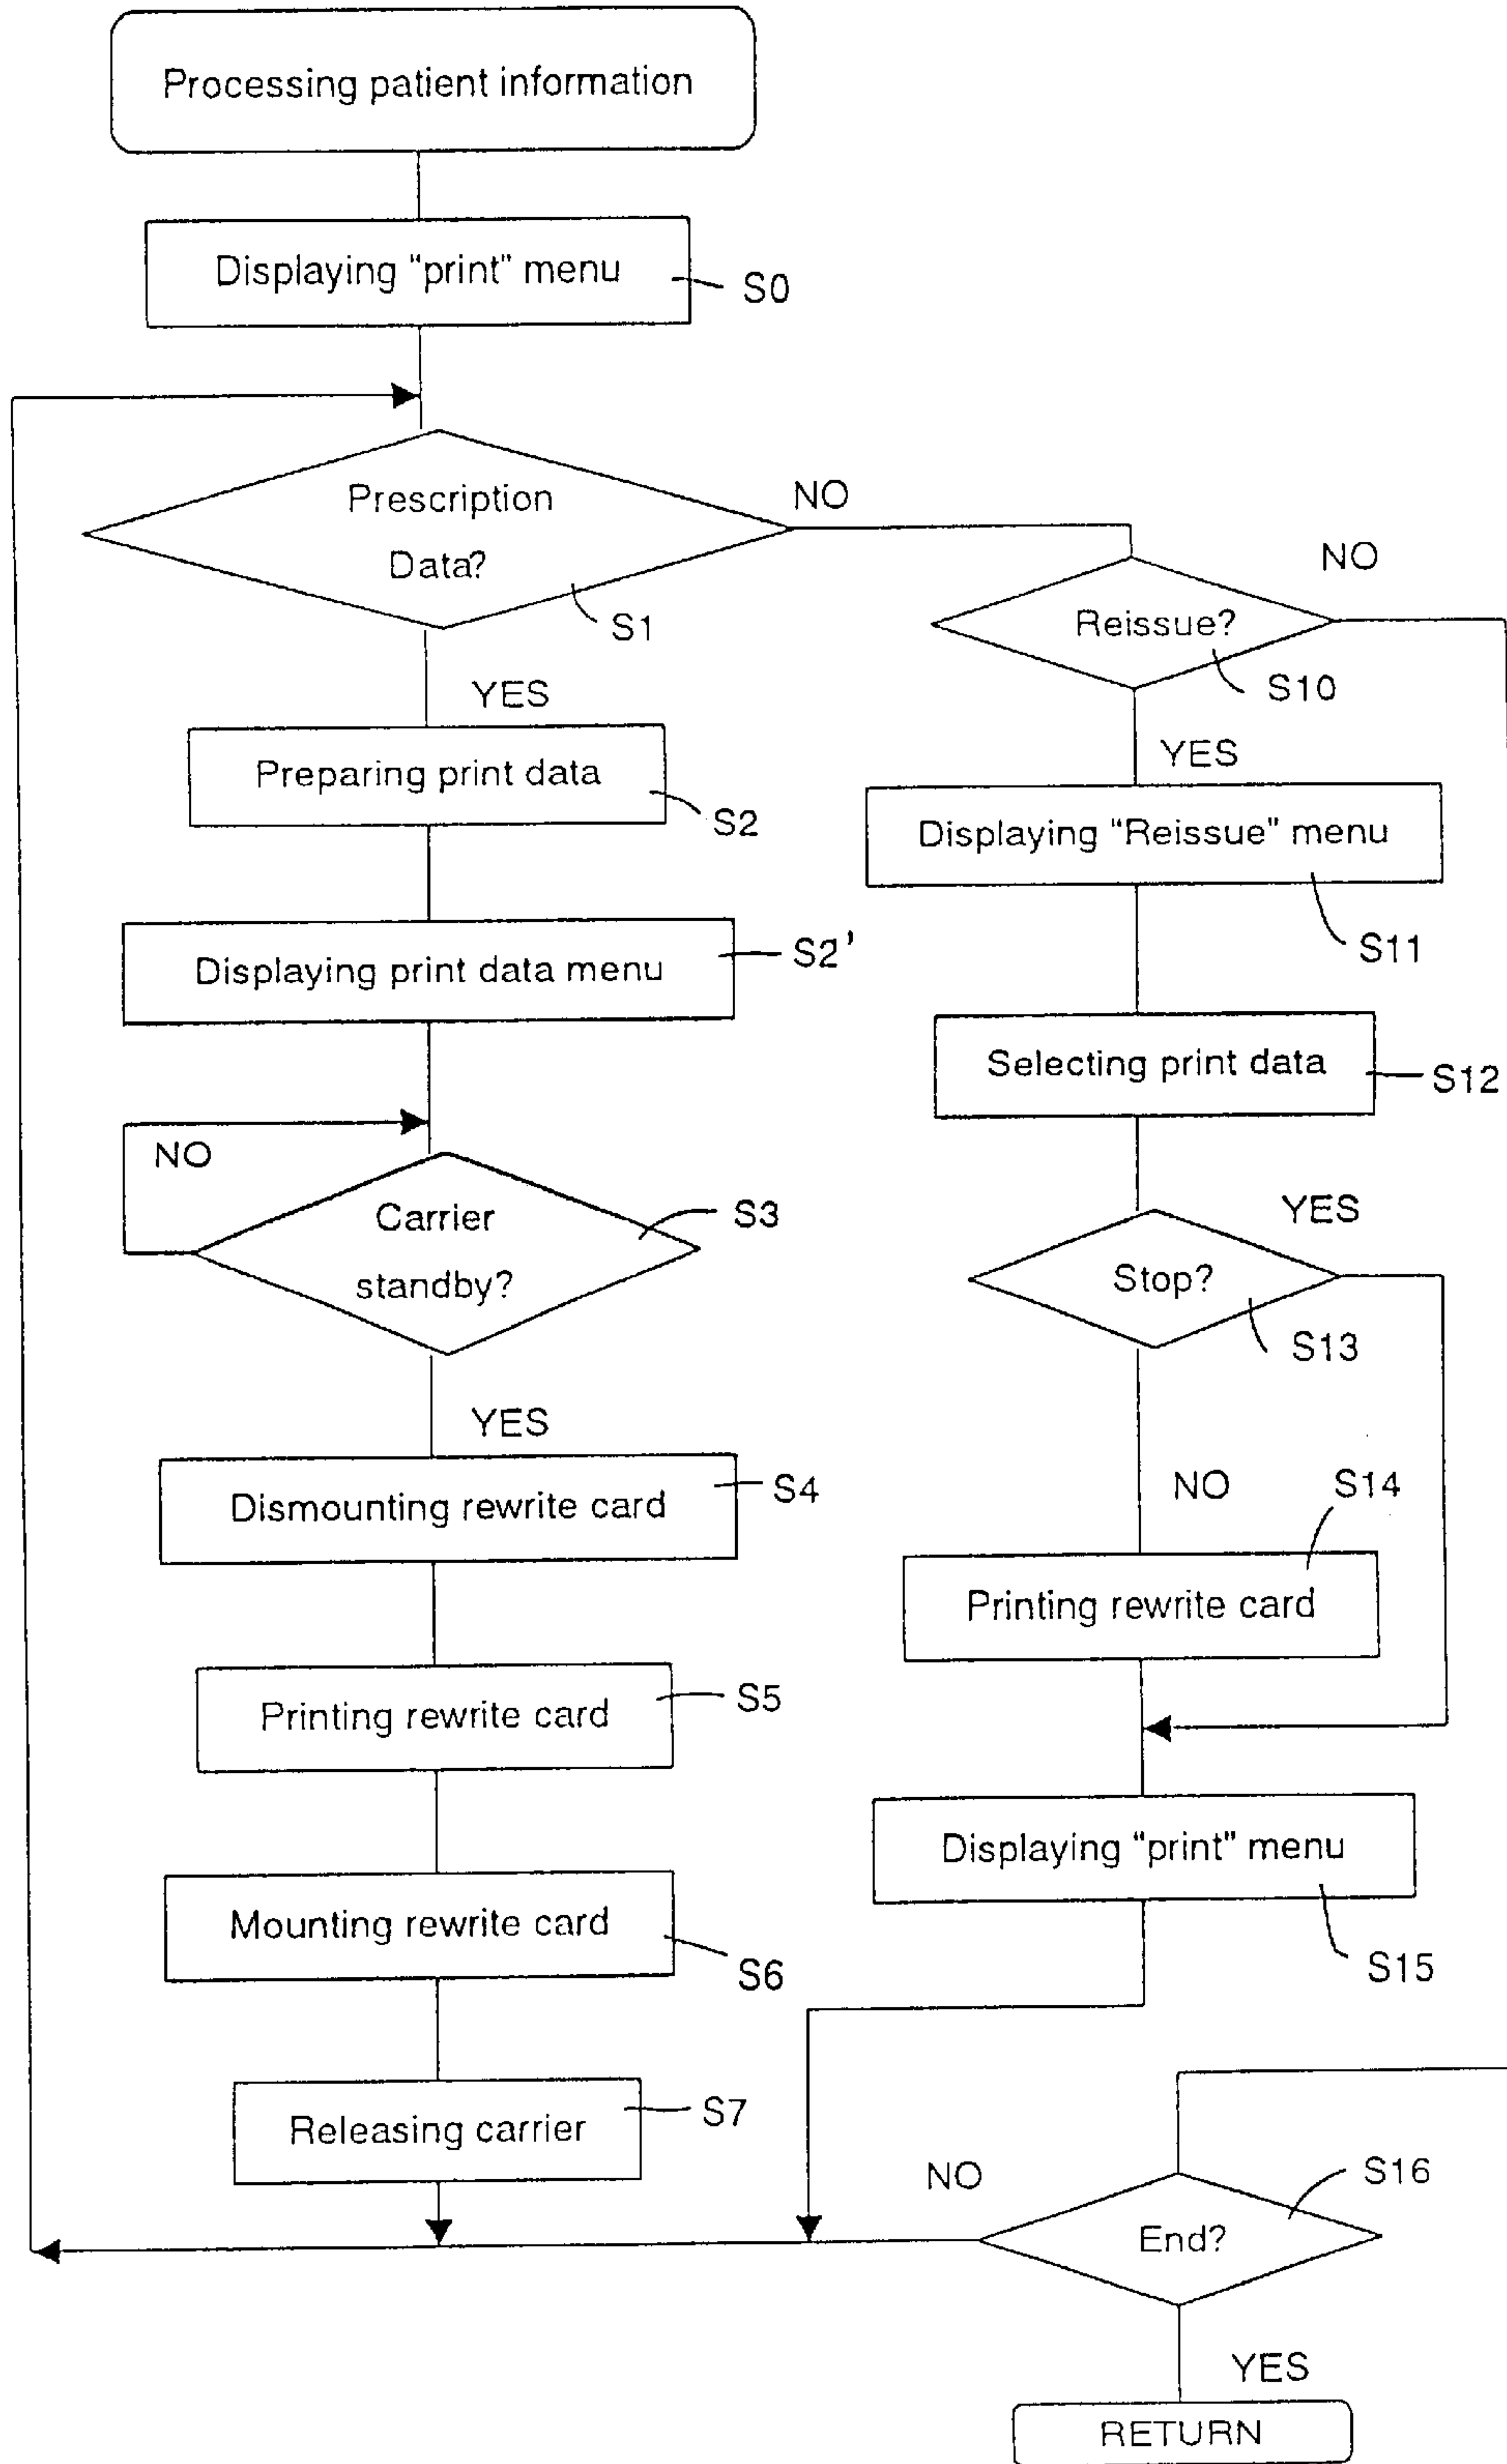 Processing patient information
Displaying “print” menu
S0
Prescription
Data?
S1
NO
YES
Preparing print data
S2
Displaying print data menu
S2’
NO
Carrier
standby?
S3
YES
Dismounting rewrite card
S4
Printing rewrite card
S5
Mounting rewrite card
S6
Releasing carrier
S7
Reissue?
S10
NO
YES
Displaying “Reissue” menu
S11
Selecting print data
S12
Stop?
S13
YES
NO
Printing rewrite card
S14
Displaying “print” menu
S15
End?
S16
NO
YES
RETURN